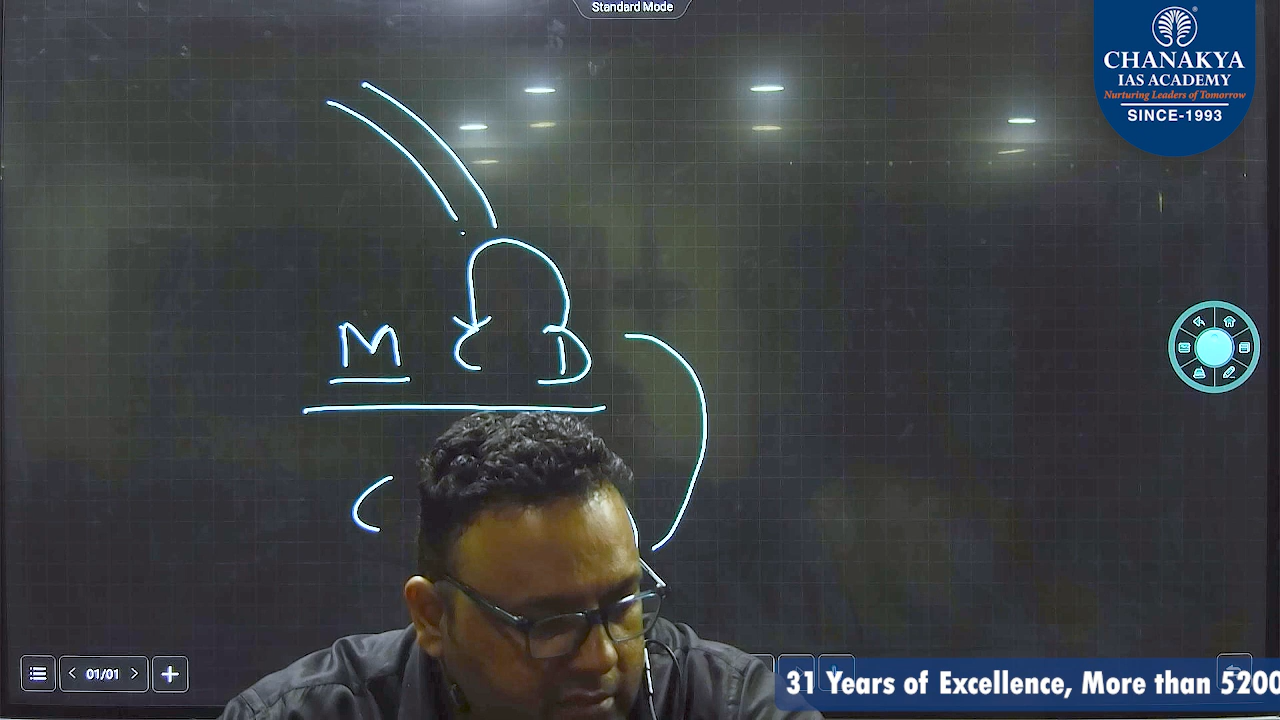 Standard Mode
CHANAKYA
IAS ACADEMY
Nurturing Leaders of Tomorrow
SINCE-1993
M C D
C
01/01
31 Years of Excellence, More than 5200